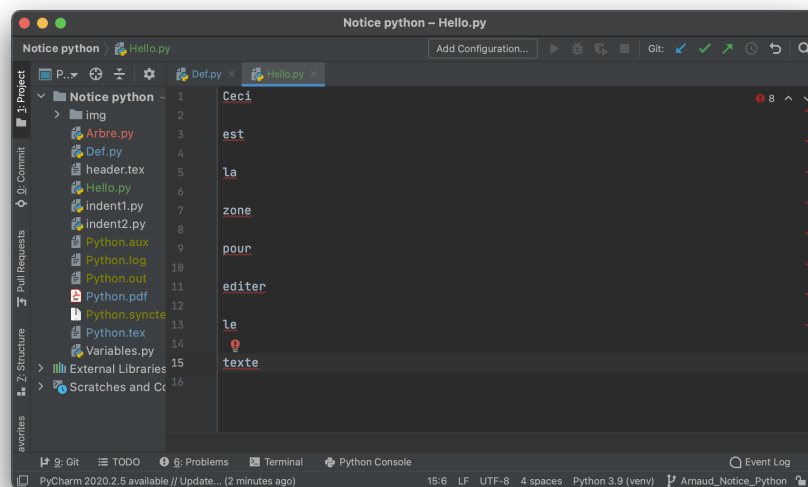 Notice python – Hello.py
Notice python Hello.py Add Configuration... Git:
P.. Def.py Hello.py
1: Project
0: Commit
Pull Requests
Z: Structure
avorites
Notice python ~
img
Arbre.py
Def.py
header.tex
Hello.py
indent1.py
indent2.py
Python.aux
Python.log
Python.out
Python.pdf
Python.syncte
Python.tex
Variables.py
External Libraries
Scratches and Co
1 Ceci
2
3 est
4
5 la
6
7 zone
8
9 pour
10
11 editer
12
13 le
14
15 texte
16
8
9: Git TODO 6: Problems Terminal Python Console Event Log
PyCharm 2020.2.5 available // Update... (2 minutes ago) 15:6 LF UTF-8 4 spaces Python 3.9 (venv) Arnaud_Notice_Python